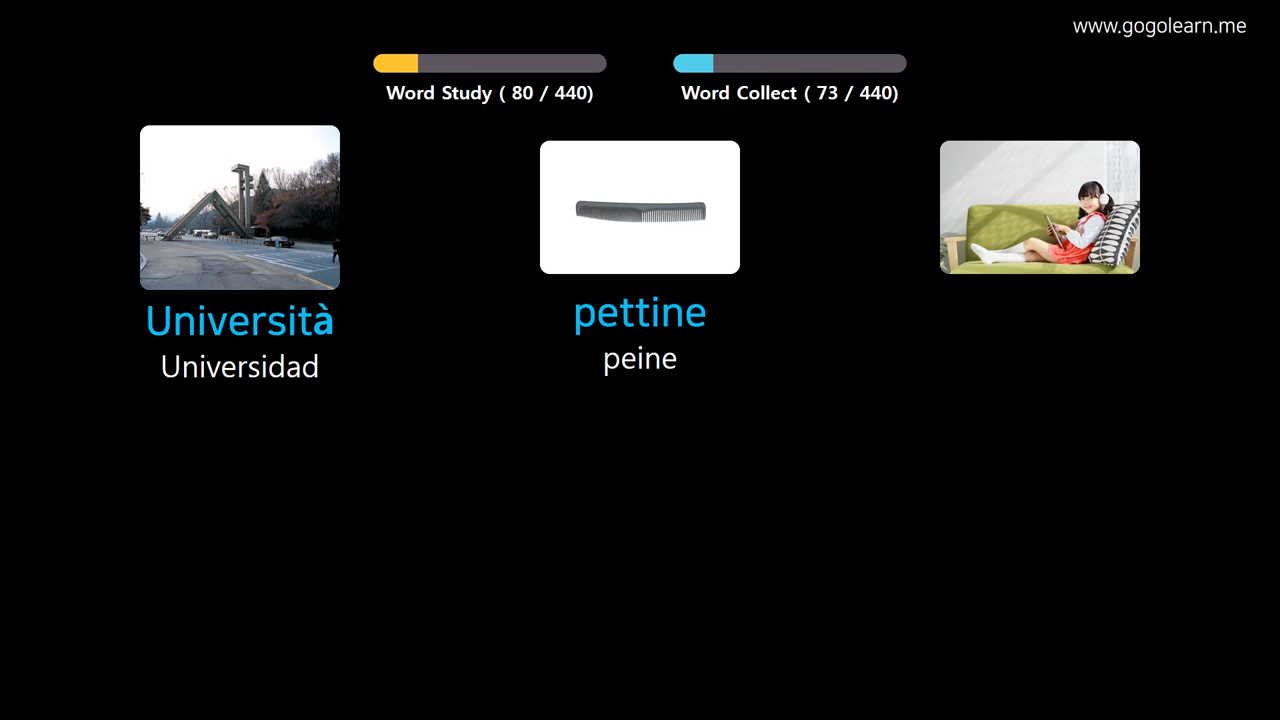 www.gogolearn.me
Word Study ( 80 / 440)
Word Collect ( 73 / 440)
Università
Universidad
pettine
peine